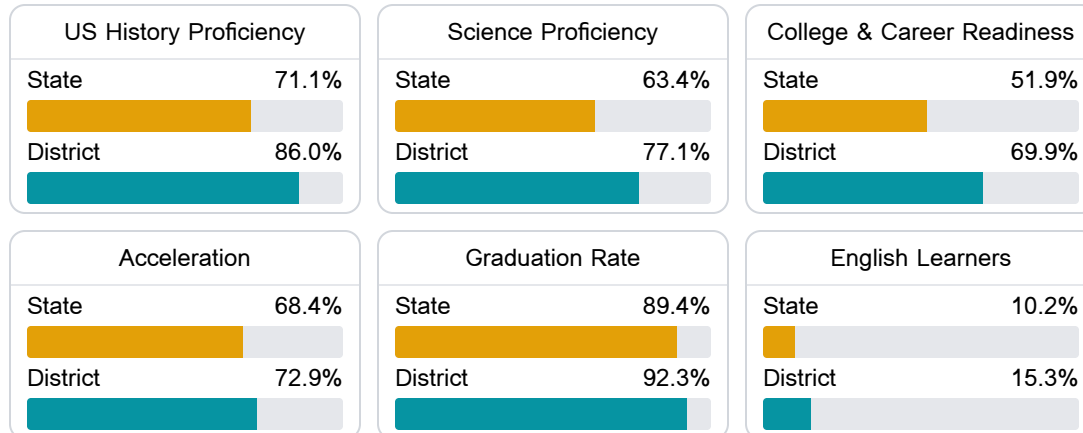 US History Proficiency
State 71.1%
District 86.0%
Science Proficiency
State 63.4%
District 77.1%
College & Career Readiness
State 51.9%
District 69.9%
Acceleration
State 68.4%
District 72.9%
Graduation Rate
State 89.4%
District 92.3%
English Learners
State 10.2%
District 15.3%